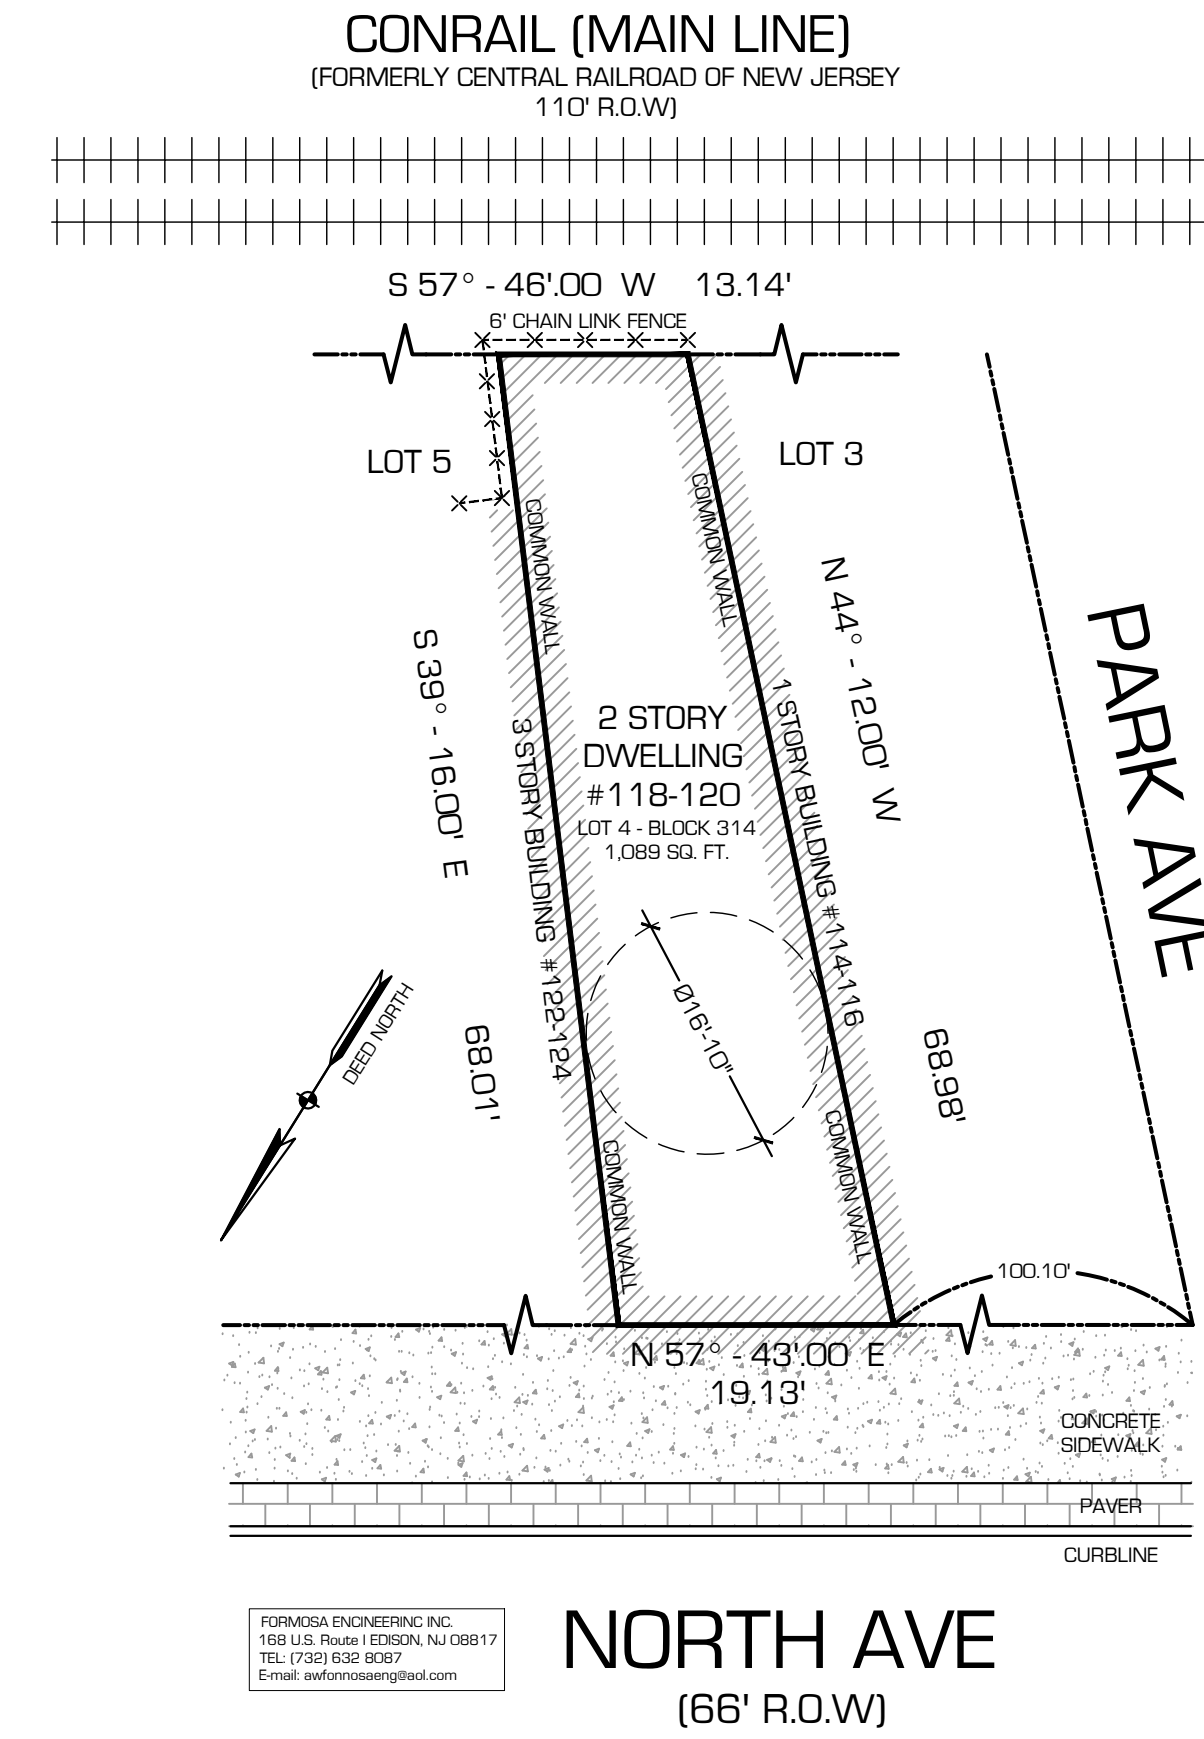 CONRAIL (MAIN LINE)
(FORMERLY CENTRAL RAILROAD OF NEW JERSEY
110' R.O.W)
S 57° - 46'.00 W 13.14'
6' CHAIN LINK FENCE
LOT 5
LOT 3
COMMON WALL
COMMON WALL
S 39° - 16.00' E
N 44° - 12.00' W
PARK AVE
3 STORY BUILDING #122-124
1 STORY BUILDING #114-116
2 STORY
DWELLING
#118-120
LOT 4 - BLOCK 314
1,089 SQ. FT.
DEED NORTH
68.01'
Ø16'-10"
68.98'
COMMON WALL
COMMON WALL
100.10'
N 57° - 43'.00 E
19.13'
CONCRETE
SIDEWALK
PAVER
CURBLINE
FORMOSA ENGINEERINC INC.
168 U.S. Route I EDISON, NJ 08817
TEL: (732) 632 8087
E-mail: awfonnosaeng@aol.com
NORTH AVE
(66' R.O.W)